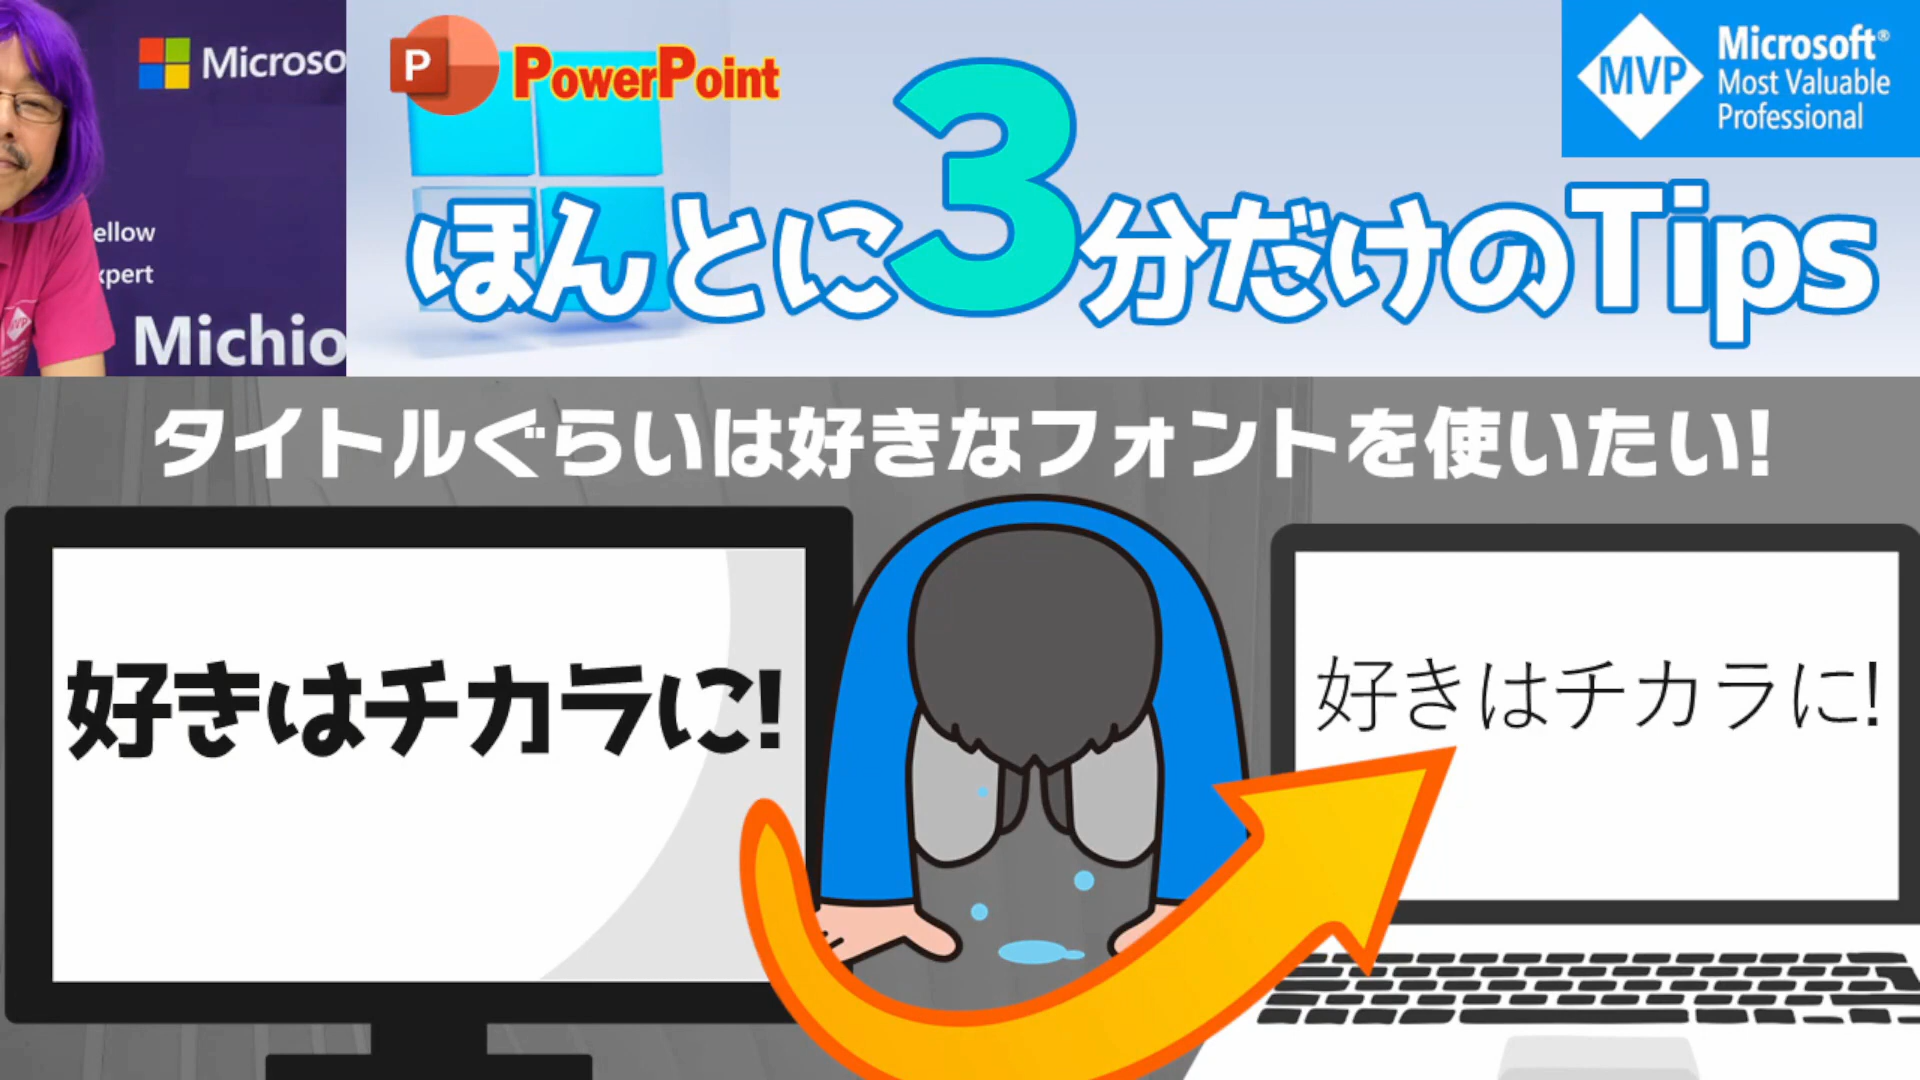 Microso
ellow
xpert
Michio
MVP
P
PowerPoint
ほんとに3分だけのTips
MVP
Microsoft®
Most Valuable
Professional
タイトルぐらいは好きなフォントを使いたい!
好きはチカラに!
好きはチカラに!